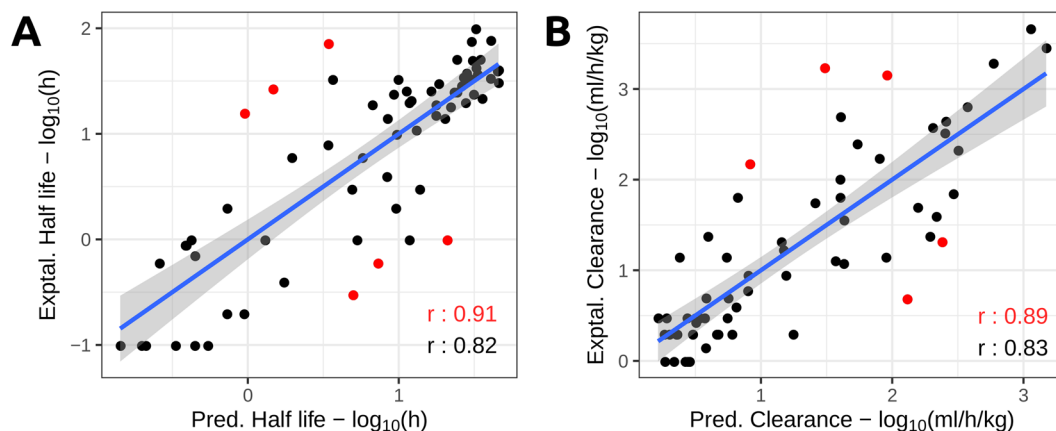 A
Exptal. Half life − log10(h)
2
1
0
−1
r : 0.91
r : 0.82
0
1
Pred. Half life − log10(h)
B
Exptal. Clearance − log10(ml/h/kg)
3
2
1
0
r : 0.89
r : 0.83
1
2
3
Pred. Clearance − log10(ml/h/kg)